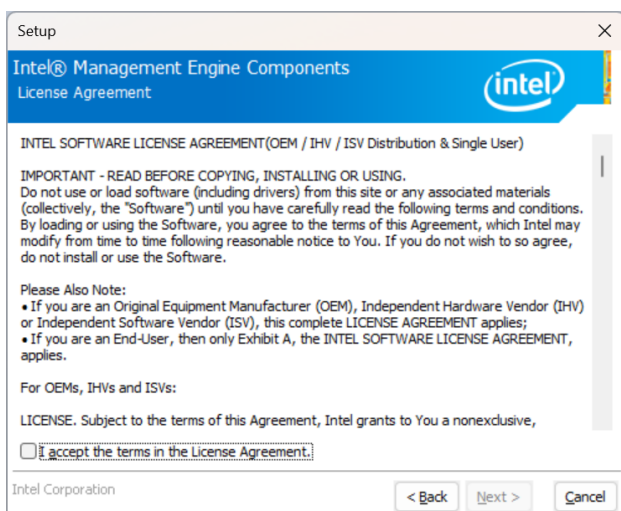 Setup
Intel® Management Engine Components
License Agreement
intel
INTEL SOFTWARE LICENSE AGREEMENT(OEM / IHV / ISV Distribution & Single User)
IMPORTANT - READ BEFORE COPYING, INSTALLING OR USING.
Do not use or load software (including drivers) from this site or any associated materials
(collectively, the "Software") until you have carefully read the following terms and conditions.
By loading or using the Software, you agree to the terms of this Agreement, which Intel may
modify from time to time following reasonable notice to You. If you do not wish to so agree,
do not install or use the Software.
Please Also Note:
• If you are an Original Equipment Manufacturer (OEM), Independent Hardware Vendor (IHV)
or Independent Software Vendor (ISV), this complete LICENSE AGREEMENT applies;
• If you are an End-User, then only Exhibit A, the INTEL SOFTWARE LICENSE AGREEMENT,
applies.
For OEMs, IHVs and ISVs:
LICENSE. Subject to the terms of this Agreement, Intel grants to You a nonexclusive,
I accept the terms in the License Agreement.
Intel Corporation
< Back Next > Cancel